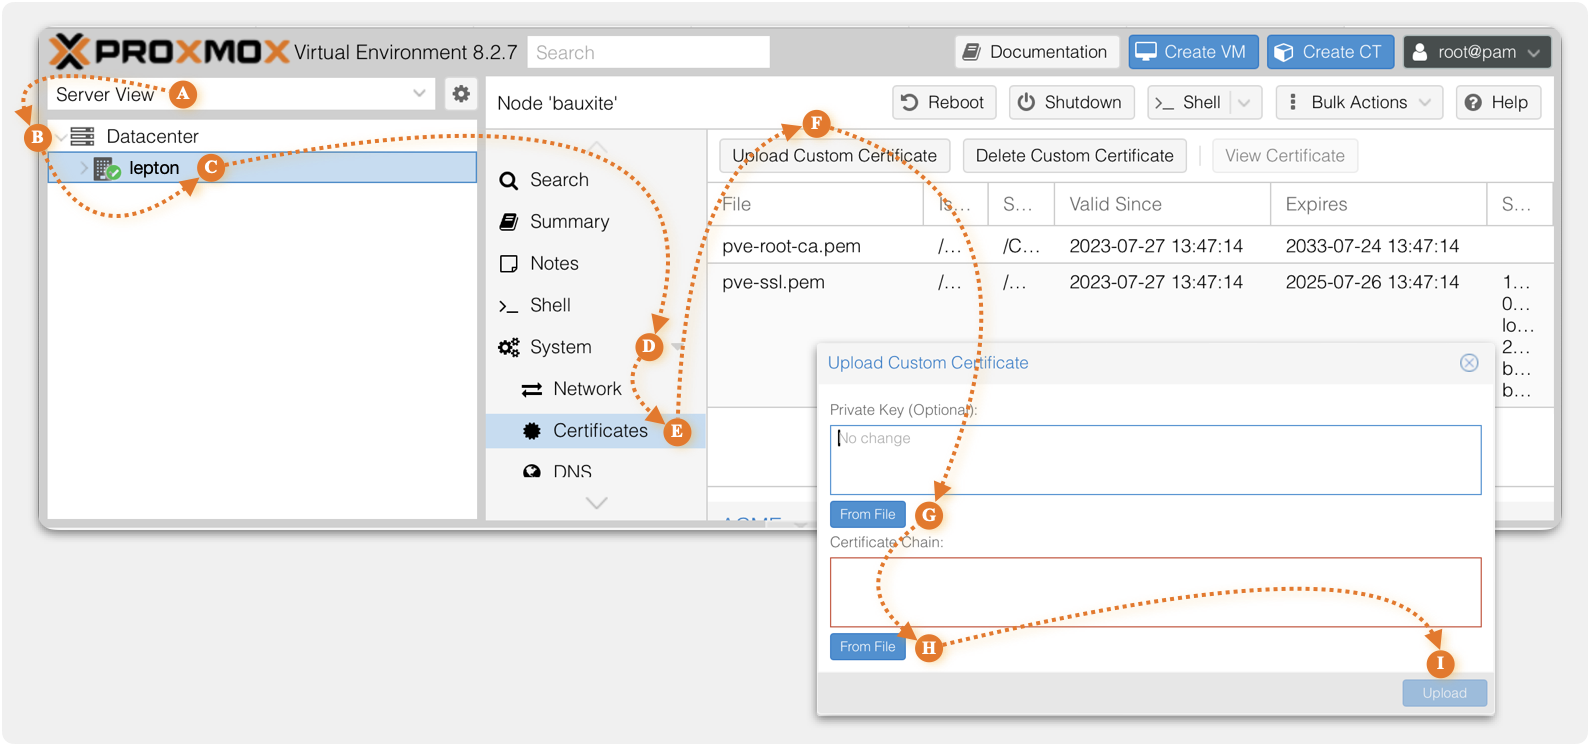 PROXMOX Virtual Environment 8.2.7
Search
Documentation
Create VM
Create CT
root@pam
Server View
A
B
Datacenter
lepton
C
Node 'bauxite'
Reboot
Shutdown
>_ Shell
Bulk Actions
Help
Search
Summary
Notes
>_ Shell
System
D
Network
Certificates
E
DNS
F
Upload Custom Certificate
Delete Custom Certificate
View Certificate
File Is... S... Valid Since Expires S...
pve-root-ca.pem /... /C... 2023-07-27 13:47:14 2033-07-24 13:47:14
pve-ssl.pem /... /... 2023-07-27 13:47:14 2025-07-26 13:47:14 1...
0...
lo...
2...
b...
b...
ACME
Upload Custom Certificate
Private Key (Optional):
No change
From File
G
Certificate Chain:
From File
H
I
Upload